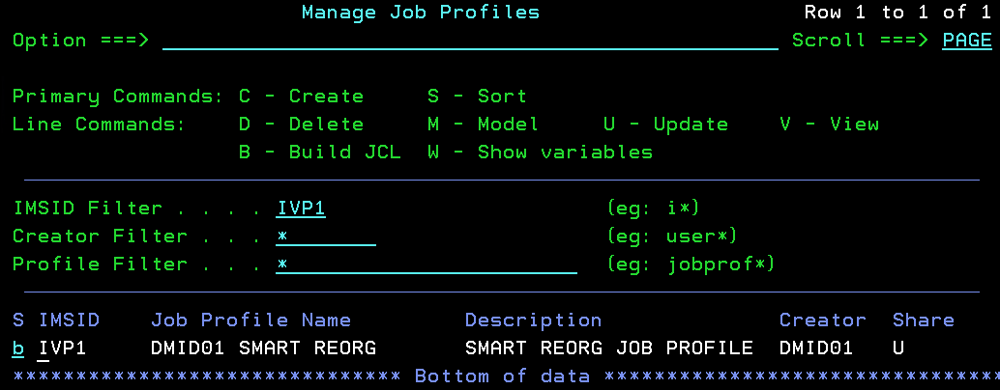 Manage Job Profiles Row 1 to 1 of 1
Option ===> Scroll ===> PAGE
Primary Commands: C - Create S - Sort
Line Commands: D - Delete M - Model U - Update V - View
B - Build JCL W - Show variables
IMSID Filter . . . . IVP1 (eg: i*)
Creator Filter . . . * (eg: user*)
Profile Filter . . . * (eg: jobprof*)
S IMSID Job Profile Name Description Creator Share
b IVP1 DMID01 SMART REORG SMART REORG JOB PROFILE DMID01 U
******************************* Bottom of data ********************************